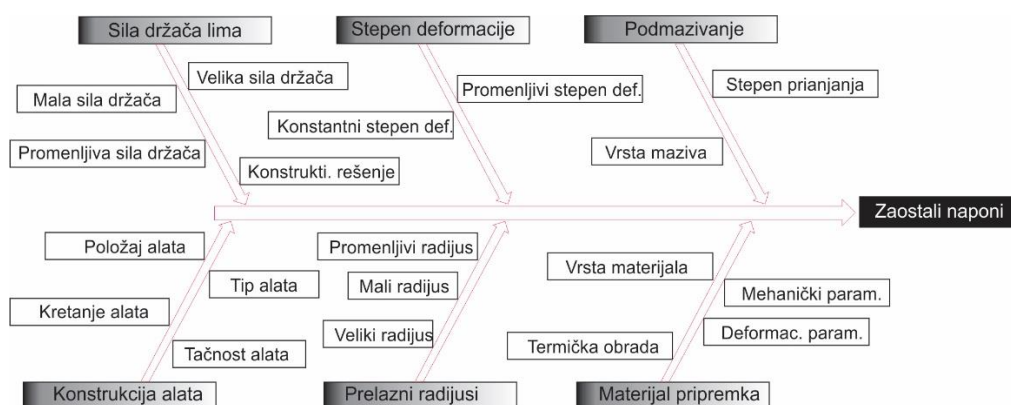 Sila držača lima
Stepen deformacije
Podmazivanje
Velika sila držača
Mala sila držača
Promenljiva sila držača
Konstrukti. rešenje
Promenljivi stepen def.
Konstantni stepen def.
Stepen prianjanja
Vrsta maziva
Zaostali naponi
Položaj alata
Tip alata
Kretanje alata
Tačnost alata
Promenljivi radijus
Mali radijus
Veliki radijus
Vrsta materijala
Mehanički param.
Deformac. param.
Termička obrada
Konstrukcija alata
Prelazni radijusi
Materijal pripremka